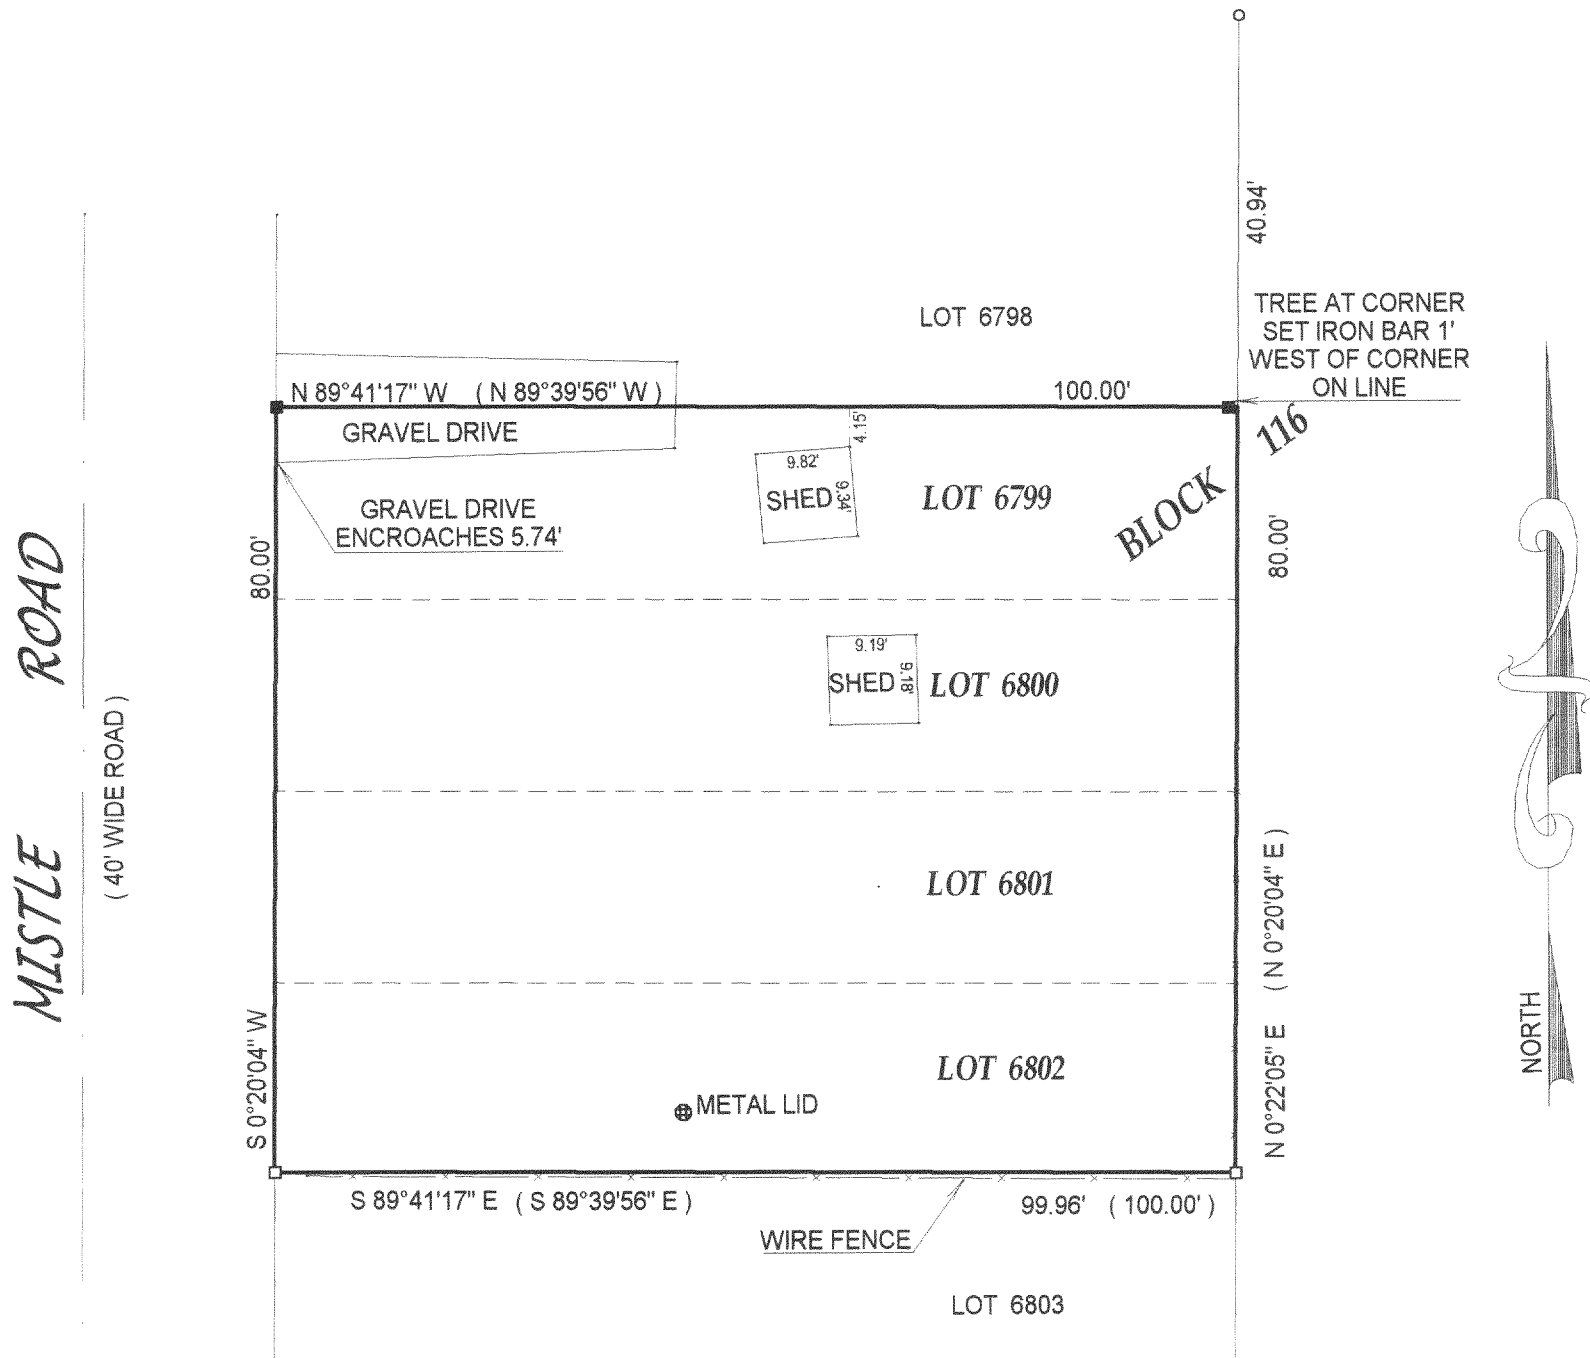 40.94'
LOT 6798
TREE AT CORNER
SET IRON BAR 1'
WEST OF CORNER
ON LINE
N 89°41'17" W ( N 89°39'56" W )
100.00'
GRAVEL DRIVE
4.15'
BLOCK 116
9.82'
SHED
9.34'
LOT 6799
GRAVEL DRIVE
ENCROACHES 5.74'
80.00'
80.00'
MISTLE ROAD
( 40' WIDE ROAD )
9.19'
SHED
9.18'
LOT 6800
LOT 6801
S 0°20'04" W
N 0°22'05" E ( N 0°20'04" E )
NORTH
LOT 6802
METAL LID
S 89°41'17" E ( S 89°39'56" E )
99.96' ( 100.00' )
WIRE FENCE
LOT 6803